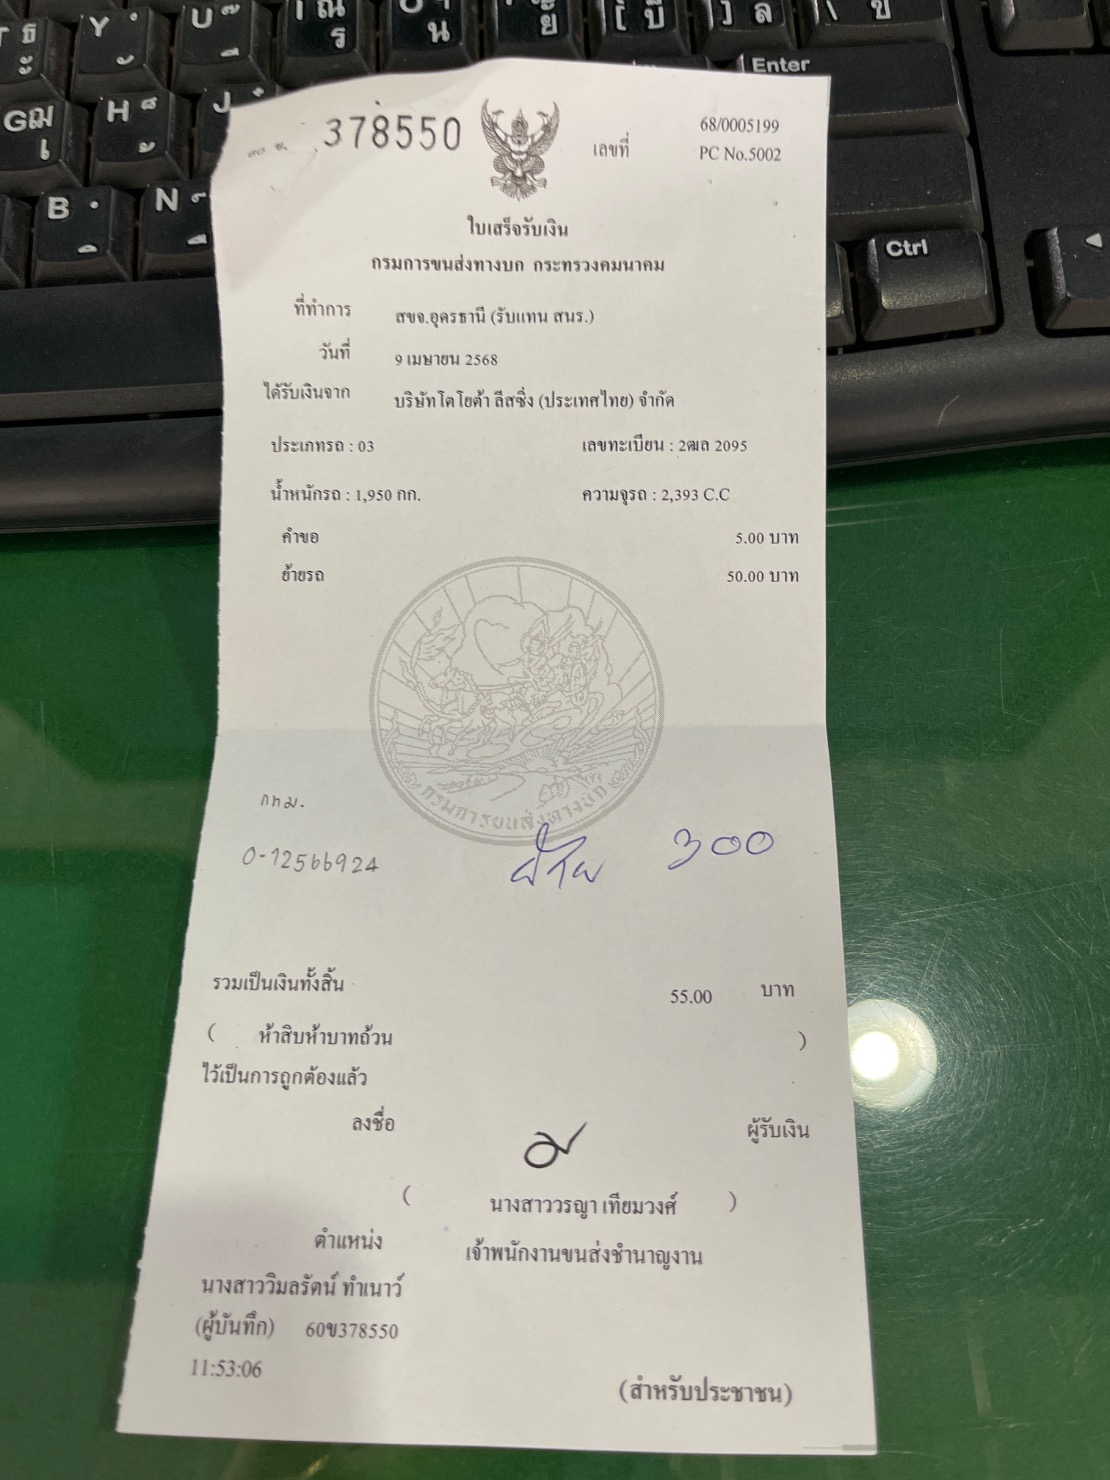 378550
เลขที่ 68/0005199
PC No.5002
ใบเสร็จรับเงิน
กรมการขนส่งทางบก กระทรวงคมนาคม
ที่ทำการ สขจ.อุดรธานี (รับแทน สนร.)
วันที่ 9 เมษายน 2568
ได้รับเงินจาก บริษัทโตโยต้า ลีสซิ่ง (ประเทศไทย) จำกัด
ประเภทรถ : 03 เลขทะเบียน : 2ฒล 2095
น้ำหนักรถ : 1,950 กก. ความจุรถ : 2,393 C.C
คำขอ 5.00 บาท
ย้ายรถ 50.00 บาท
กรมการขนส่งทางบก
กทม.
0-12566924 300
รวมเป็นเงินทั้งสิ้น 55.00 บาท
( ห้าสิบห้าบาทถ้วน )
ไว้เป็นการถูกต้องแล้ว
ลงชื่อ ผู้รับเงิน
( นางสาววรญา เทียมวงศ์ )
ตำแหน่ง เจ้าพนักงานขนส่งชำนาญงาน
นางสาววิมลรัตน์ ทำเนาว์
(ผู้บันทึก) 60ข378550
11:53:06
(สำหรับประชาชน)
Y
U
G
H
J
B
N
Enter
Ctrl